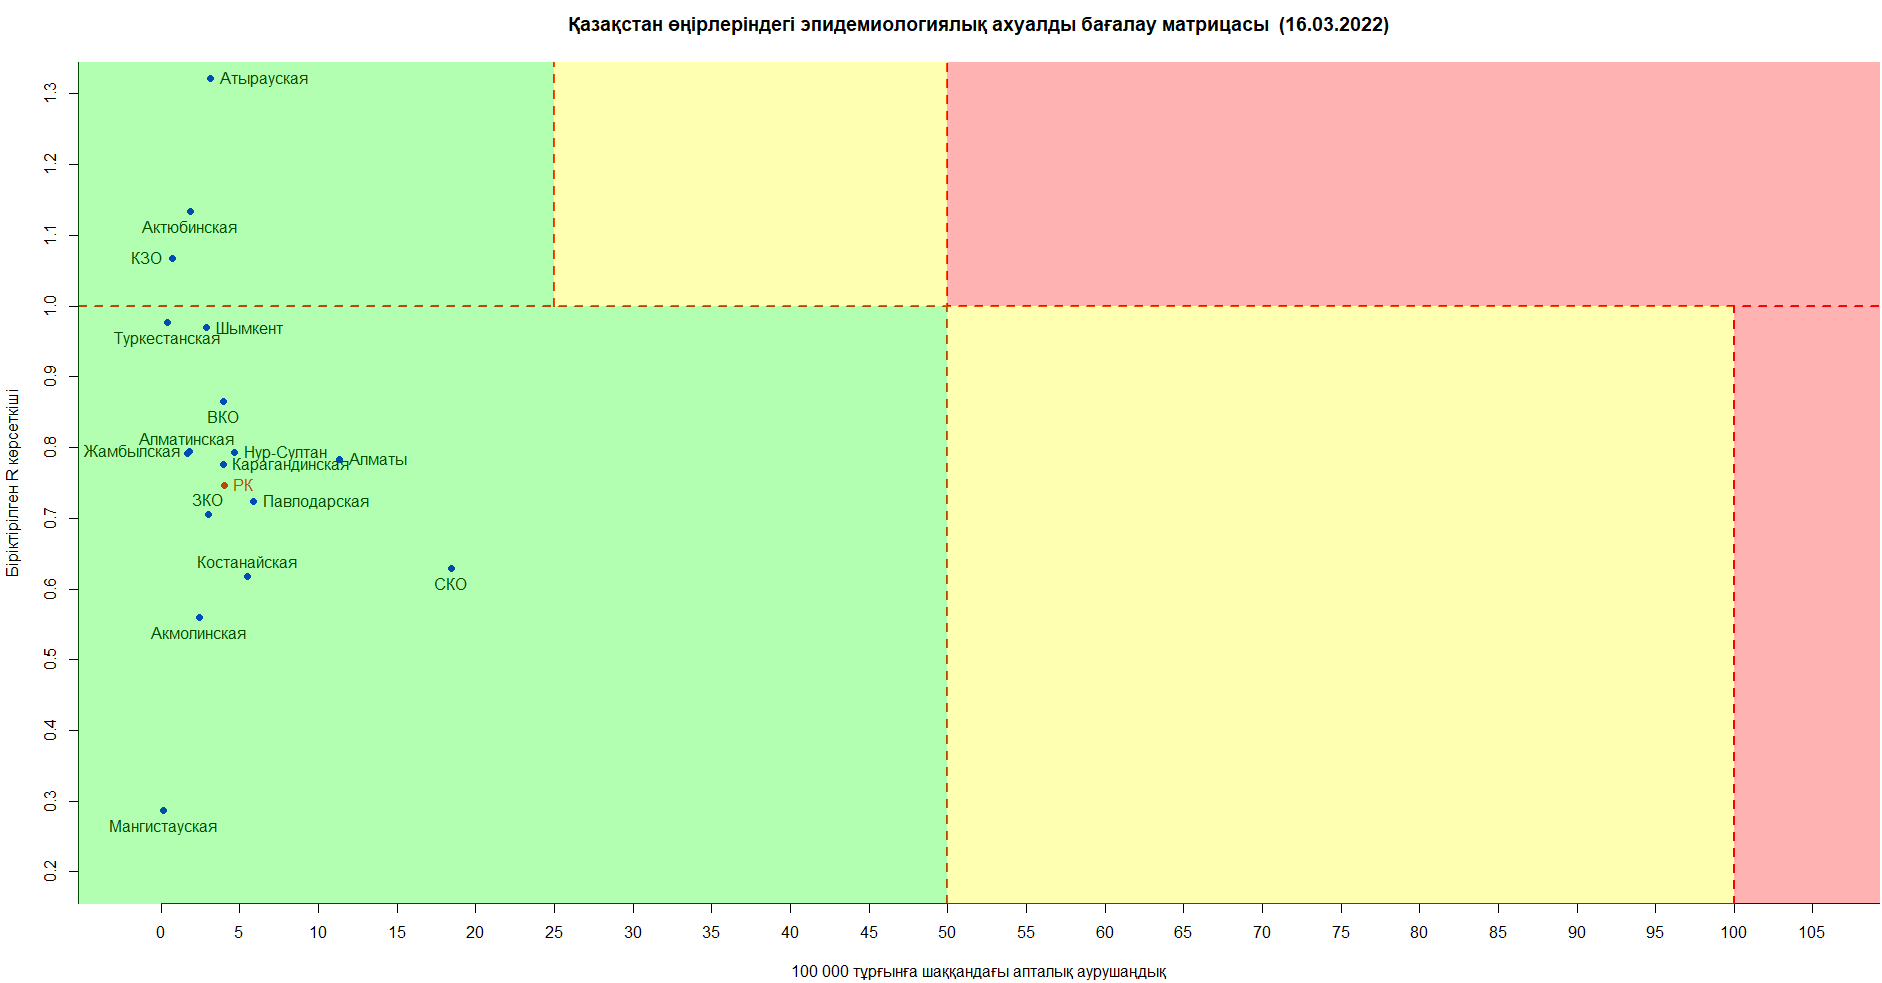 Қазақстан өңірлеріндегі эпидемиологиялық ахуалды бағалау матрицасы (16.03.2022)
Атырауская
1.3
1.2
Актюбинская
1.1
КЗО
1.0
Шымкент
Туркестанская
0.9
ВКО
Алматинская
0.8
Жамбылская
Нур-Султан
Алматы
Карагандинская
РК
ЗКО
Павлодарская
0.7
Костанайская
СКО
0.6
Акмолинская
0.5
0.4
0.3
Мангистауская
0.2
Біріктірілген R көрсеткіші
0 5 10 15 20 25 30 35 40 45 50 55 60 65 70 75 80 85 90 95 100 105
100 000 тұрғынға шаққандағы апталық аурушаңдық